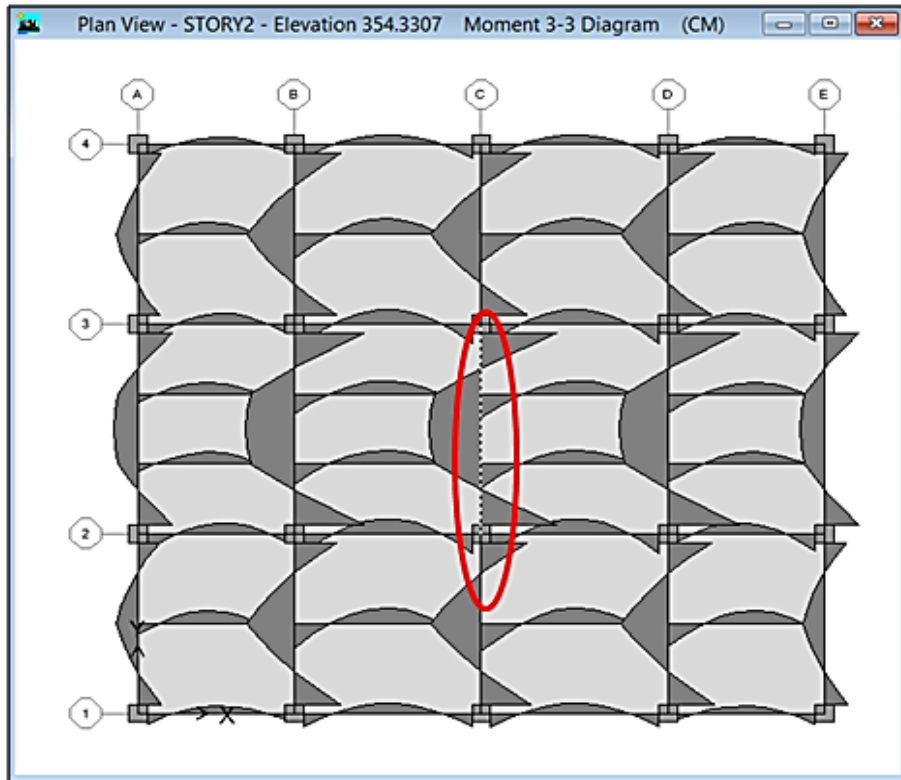 Plan View - STORY2 - Elevation 354.3307 Moment 3-3 Diagram (CM)
A B C D E
4
3
2
Y
1
X